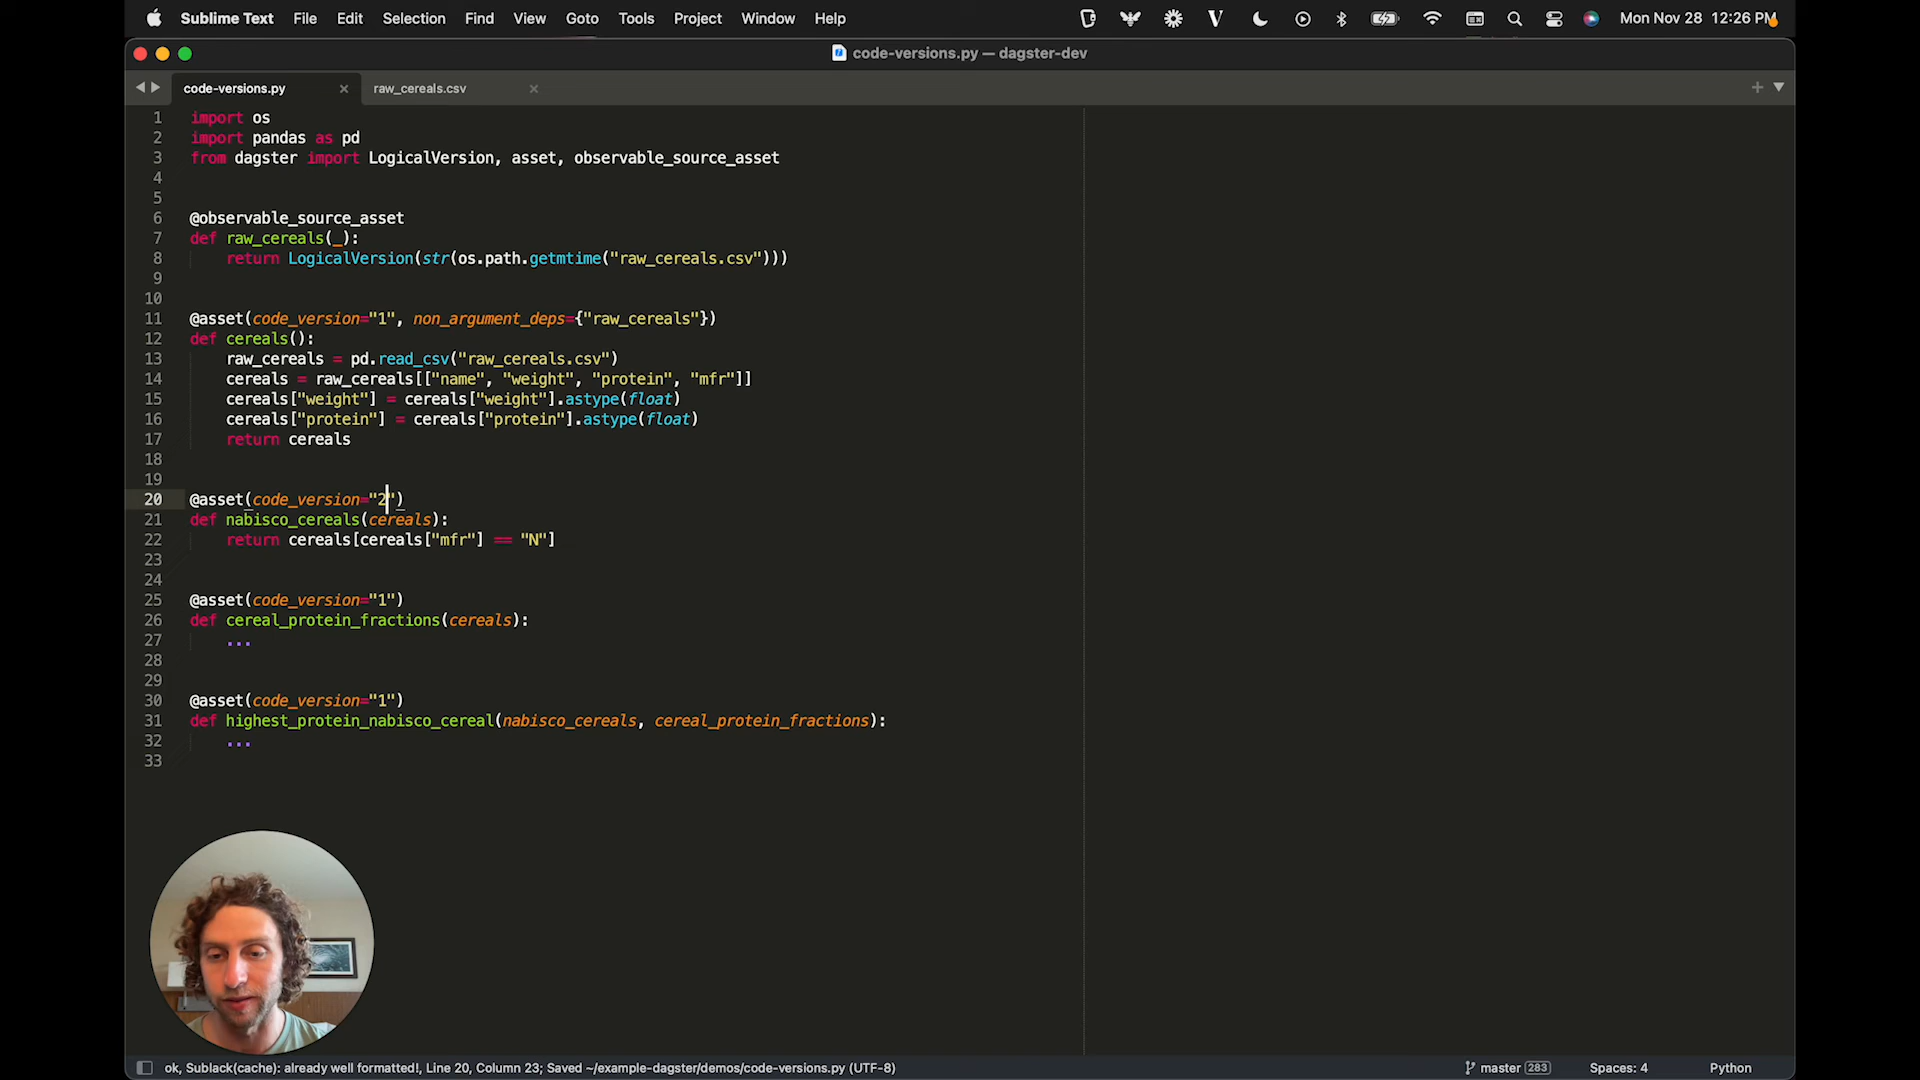 Sublime Text File Edit Selection Find View Goto Tools Project Window Help V Mon Nov 28 12:26 PM
code-versions.py — dagster-dev
code-versions.py × raw_cereals.csv ×
1 import os
2 import pandas as pd
3 from dagster import LogicalVersion, asset, observable_source_asset
4
5
6 @observable_source_asset
7 def raw_cereals(_):
8 return LogicalVersion(str(os.path.getmtime("raw_cereals.csv")))
9
10
11 @asset(code_version="1", non_argument_deps={"raw_cereals"})
12 def cereals():
13 raw_cereals = pd.read_csv("raw_cereals.csv")
14 cereals = raw_cereals[["name", "weight", "protein", "mfr"]]
15 cereals["weight"] = cereals["weight"].astype(float)
16 cereals["protein"] = cereals["protein"].astype(float)
17 return cereals
18
19
20 @asset(code_version="2")
21 def nabisco_cereals(cereals):
22 return cereals[cereals["mfr"] == "N"]
23
24
25 @asset(code_version="1")
26 def cereal_protein_fractions(cereals):
27 ...
28
29
30 @asset(code_version="1")
31 def highest_protein_nabisco_cereal(nabisco_cereals, cereal_protein_fractions):
32 ...
33
ok, Sublack(cache): already well formatted!, Line 20, Column 23; Saved ~/example-dagster/demos/code-versions.py (UTF-8) master 283 Spaces: 4 Python